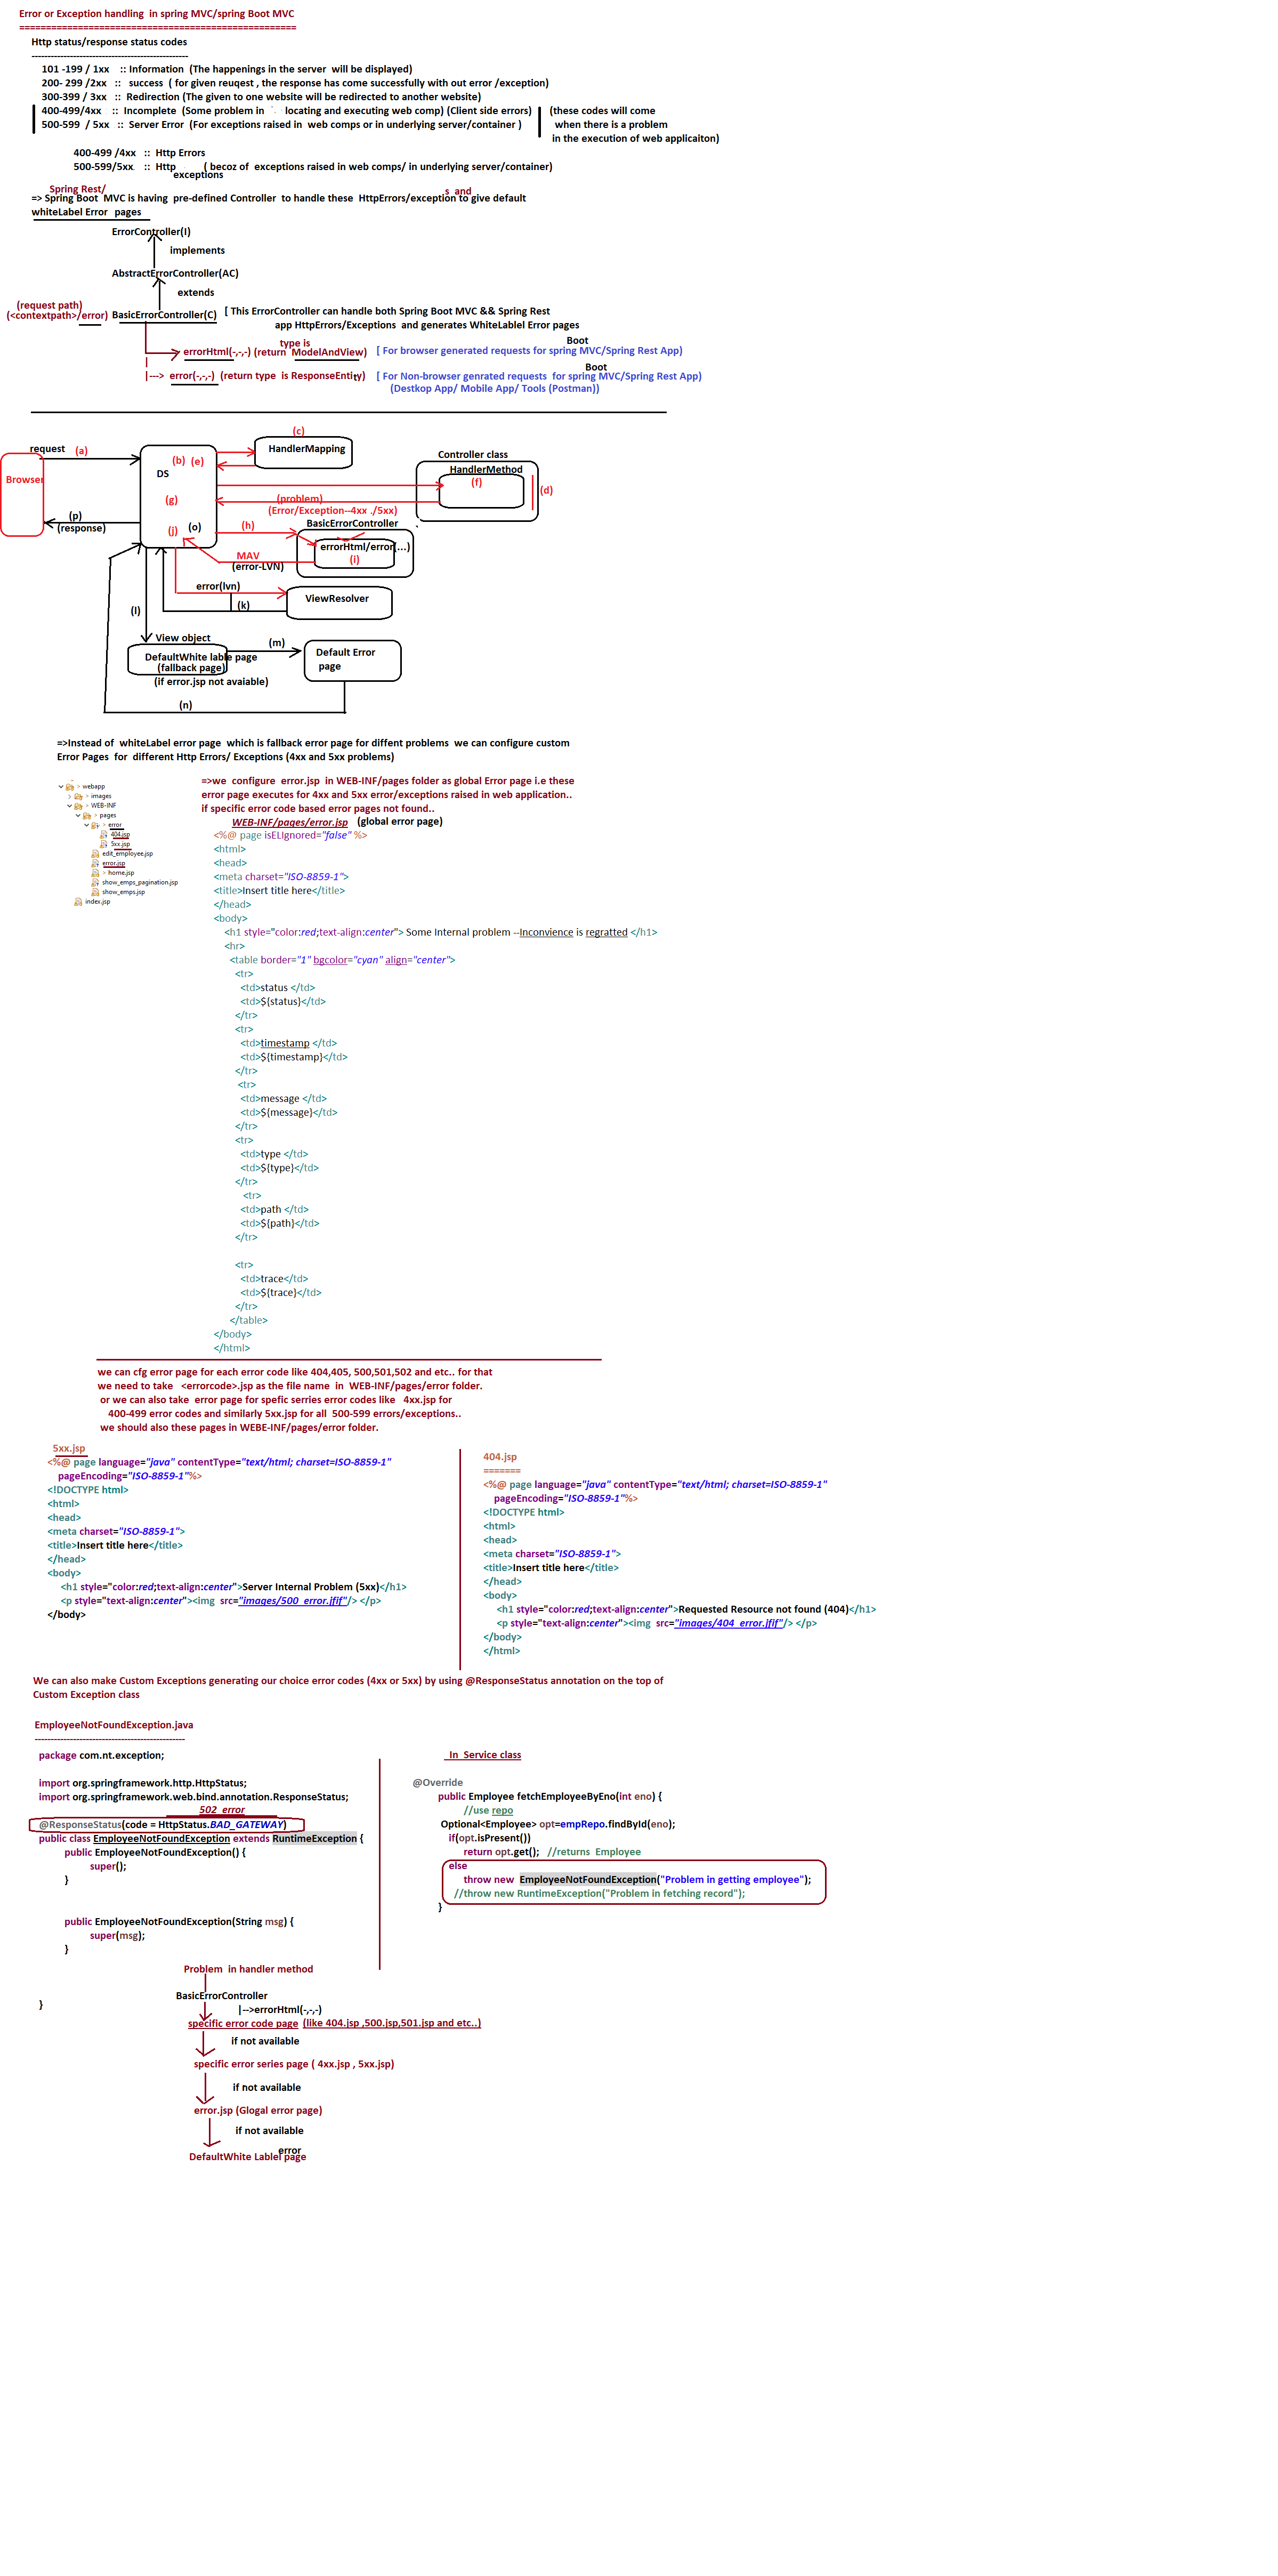 Error or Exception handling in spring MVC/spring Boot MVC
====================================================
Http status/response status codes
-------------------------------------------------
101 -199 / 1xx :: Information (The happenings in the server will be displayed)
200- 299 /2xx :: success ( for given reuqest , the response has come successfully with out error /exception)
300-399 / 3xx :: Redirection (The given to one website will be redirected to another website)
400-499/4xx :: Incomplete (Some problem in locating and executing web comp) (Client side errors) (these codes will come
500-599 / 5xx :: Server Error (For exceptions raised in web comps or in underlying server/container ) when there is a problem
in the execution of web applicaiton)
400-499 /4xx :: Http Errors
500-599/5xx :: Http exceptions ( becoz of exceptions raised in web comps/ in underlying server/container)
Spring Rest/
=> Spring Boot MVC is having pre-defined Controller to handle these HttpErrors/exceptions and to give default
whiteLabel Error pages
ErrorController(I)
implements
AbstractErrorController(AC)
extends
(request path)
(<contextpath>/error) BasicErrorController(C) [ This ErrorController can handle both Spring Boot MVC && Spring Rest
app HttpErrors/Exceptions and generates WhiteLablel Error pages
errorHtml(-,-,-) (return type is ModelAndView) [ For browser generated requests for spring Boot MVC/Spring Rest App)
|
|---> error(-,-,-) (return type is ResponseEntity) [ For Non-browser genrated requests for spring Boot MVC/Spring Rest App)
(Destkop App/ Mobile App/ Tools (Postman))
request (a)
(c)
HandlerMapping
Controller class
HandlerMethod
(f)
(d)
Browser
(b) (e)
DS
(g)
(problem)
(Error/Exception--4xx ./5xx)
(p)
(response)
(j) (o)
(h)
BasicErrorController
errorHtml/error(...)
(i)
MAV
(error-LVN)
error(lvn)
ViewResolver
(k)
(l)
View object
(m)
DefaultWhite lable page
(fallback page)
Default Error
page
(if error.jsp not avaiable)
(n)
=>Instead of whiteLabel error page which is fallback error page for diffent problems we can configure custom
Error Pages for different Http Errors/ Exceptions (4xx and 5xx problems)
webapp
images
WEB-INF
pages
error
404.jsp
5xx.jsp
edit_employee.jsp
error.jsp
home.jsp
show_emps_pagination.jsp
show_emps.jsp
index.jsp
=>we configure error.jsp in WEB-INF/pages folder as global Error page i.e these
error page executes for 4xx and 5xx error/exceptions raised in web application..
if specific error code based error pages not found..
WEB-INF/pages/error.jsp (global error page)
<%@ page isELIgnored="false" %>
<html>
<head>
<meta charset="ISO-8859-1">
<title>Insert title here</title>
</head>
<body>
<h1 style="color:red;text-align:center"> Some Internal problem --Inconvience is regratted </h1>
<hr>
<table border="1" bgcolor="cyan" align="center">
<tr>
<td>status </td>
<td>${status}</td>
</tr>
<tr>
<td>timestamp </td>
<td>${timestamp}</td>
</tr>
<tr>
<td>message </td>
<td>${message}</td>
</tr>
<tr>
<td>type </td>
<td>${type}</td>
</tr>
<tr>
<td>path </td>
<td>${path}</td>
</tr>
<tr>
<td>trace</td>
<td>${trace}</td>
</tr>
</table>
</body>
</html>
we can cfg error page for each error code like 404,405, 500,501,502 and etc.. for that
we need to take <errorcode>.jsp as the file name in WEB-INF/pages/error folder.
or we can also take error page for spefic serries error codes like 4xx.jsp for
400-499 error codes and similarly 5xx.jsp for all 500-599 errors/exceptions..
we should also these pages in WEBE-INF/pages/error folder.
5xx.jsp
<%@ page language="java" contentType="text/html; charset=ISO-8859-1"
pageEncoding="ISO-8859-1"%>
<!DOCTYPE html>
<html>
<head>
<meta charset="ISO-8859-1">
<title>Insert title here</title>
</head>
<body>
<h1 style="color:red;text-align:center">Server Internal Problem (5xx)</h1>
<p style="text-align:center"><img src="images/500_error.jfif"/> </p>
</body>
404.jsp
=======
<%@ page language="java" contentType="text/html; charset=ISO-8859-1"
pageEncoding="ISO-8859-1"%>
<!DOCTYPE html>
<html>
<head>
<meta charset="ISO-8859-1">
<title>Insert title here</title>
</head>
<body>
<h1 style="color:red;text-align:center">Requested Resource not found (404)</h1>
<p style="text-align:center"><img src="images/404_error.jfif"/> </p>
</body>
</html>
We can also make Custom Exceptions generating our choice error codes (4xx or 5xx) by using @ResponseStatus annotation on the top of
Custom Exception class
EmployeeNotFoundException.java
-----------------------------------------------
package com.nt.exception;
import org.springframework.http.HttpStatus;
import org.springframework.web.bind.annotation.ResponseStatus;
502 error
@ResponseStatus(code = HttpStatus.BAD_GATEWAY)
public class EmployeeNotFoundException extends RuntimeException {
public EmployeeNotFoundException() {
super();
}
public EmployeeNotFoundException(String msg) {
super(msg);
}
}
In Service class
@Override
public Employee fetchEmployeeByEno(int eno) {
//use repo
Optional<Employee> opt=empRepo.findById(eno);
if(opt.isPresent())
return opt.get(); //returns Employee
else
throw new EmployeeNotFoundException("Problem in getting employee");
//throw new RuntimeException("Problem in fetching record");
}
Problem in handler method
BasicErrorController
|-->errorHtml(-,-,-)
specific error code page (like 404.jsp ,500.jsp,501.jsp and etc..)
if not available
specific error series page ( 4xx.jsp , 5xx.jsp)
if not available
error.jsp (Glogal error page)
if not available
DefaultWhite Lablel error page